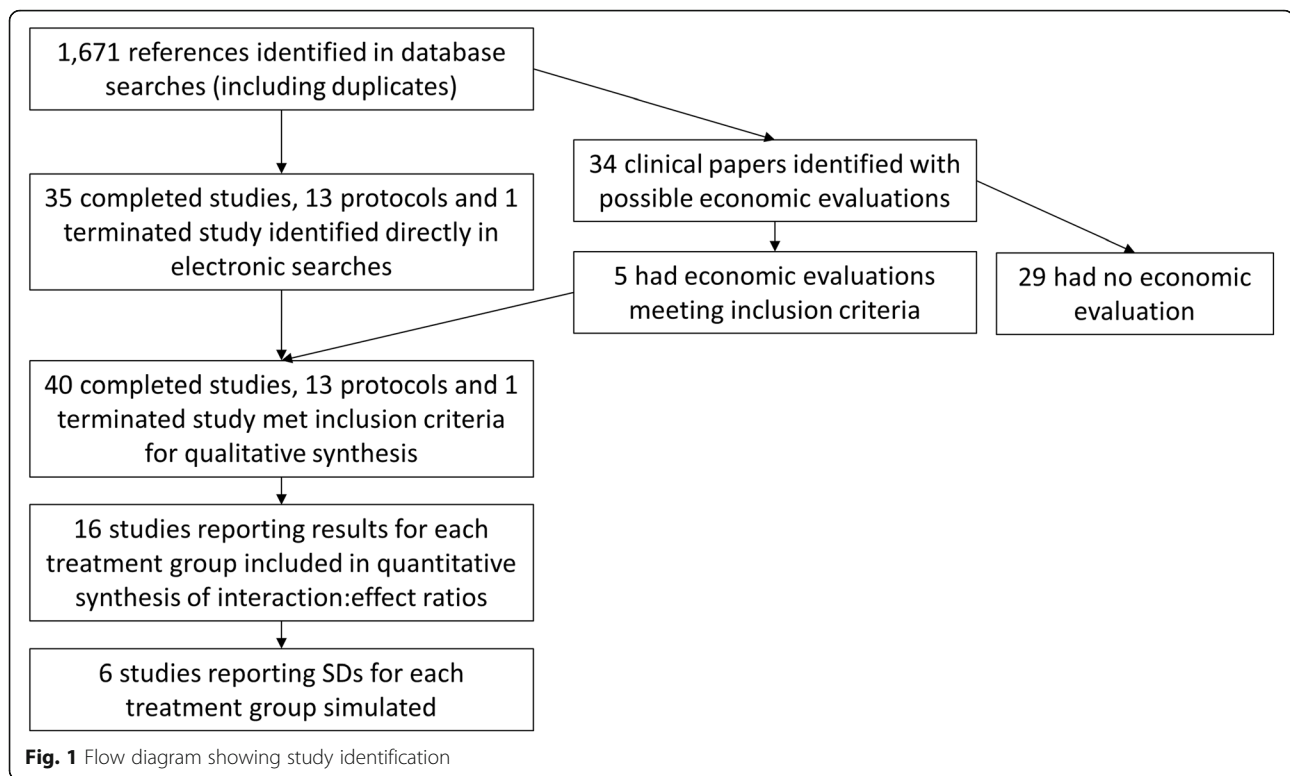 1,671 references identified in database
searches (including duplicates)
34 clinical papers identified with
possible economic evaluations
35 completed studies, 13 protocols and 1
terminated study identified directly in
electronic searches
5 had economic evaluations
meeting inclusion criteria
29 had no economic
evaluation
40 completed studies, 13 protocols and 1
terminated study met inclusion criteria
for qualitative synthesis
16 studies reporting results for each
treatment group included in quantitative
synthesis of interaction:effect ratios
6 studies reporting SDs for each
treatment group simulated
Fig. 1 Flow diagram showing study identification